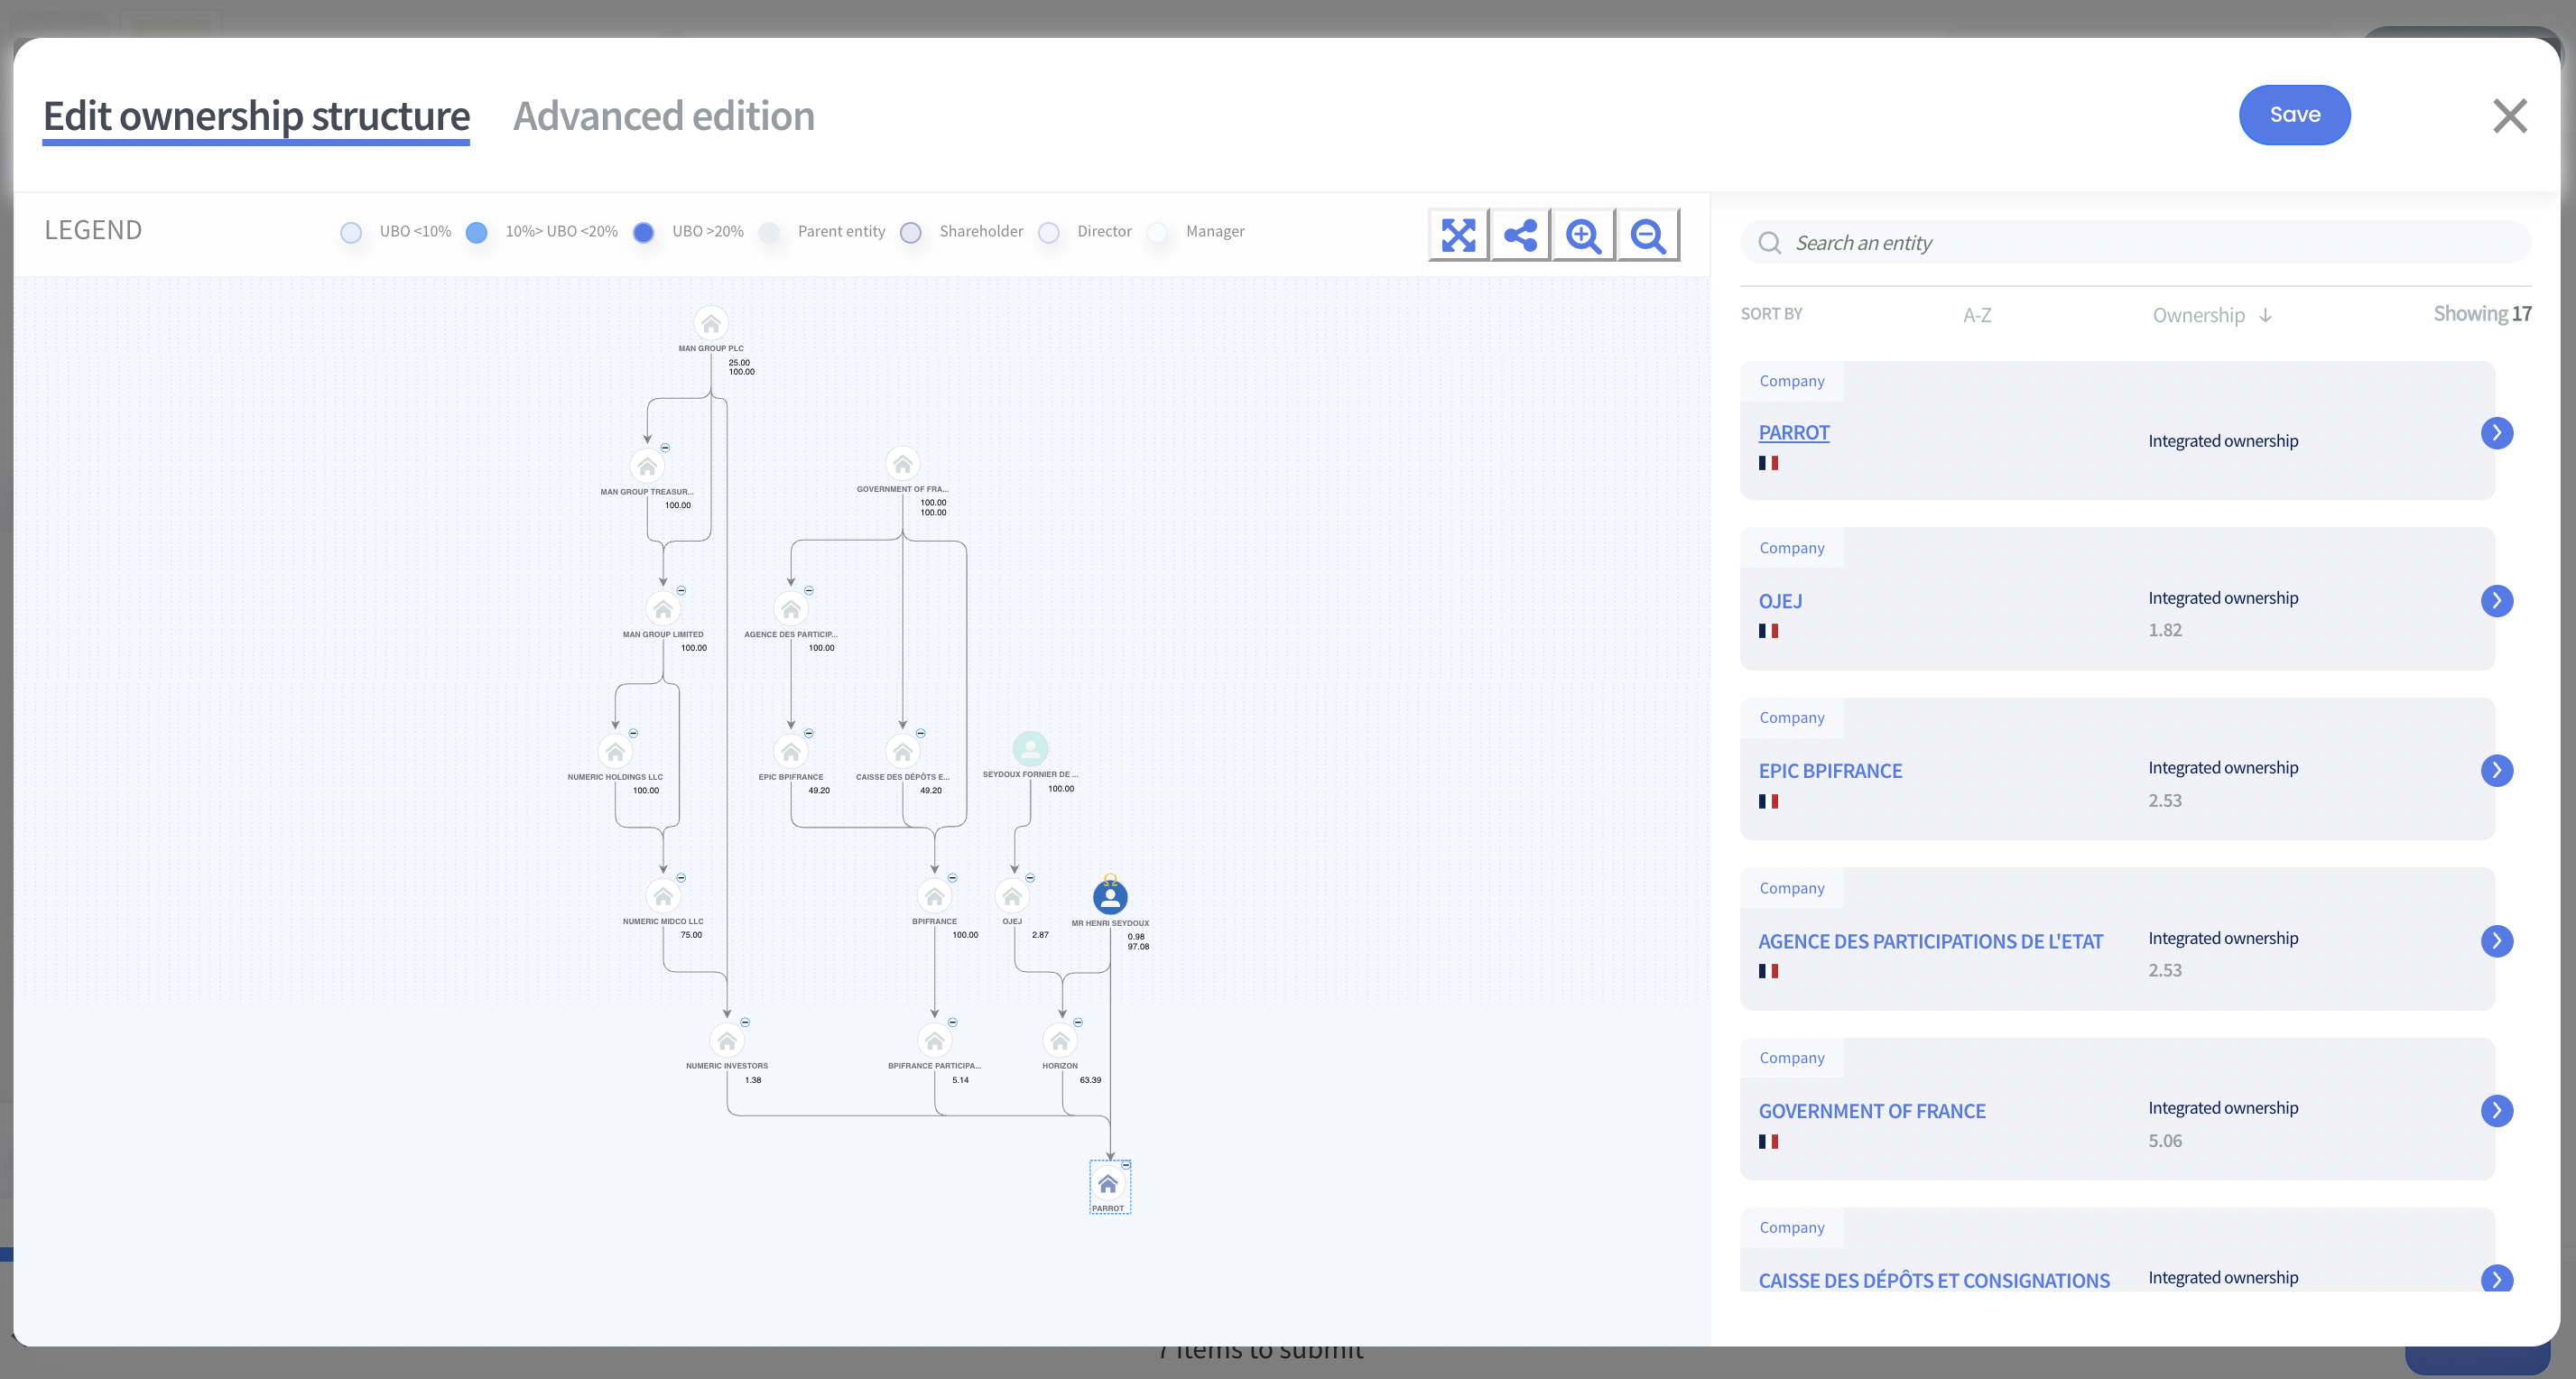 Edit ownership structure
Advanced edition
Save
LEGEND
UBO <10%
10%> UBO <20%
UBO >20%
Parent entity
Shareholder
Director
Manager
MAN GROUP PLC
25.00
100.00
MAN GROUP TREASUR...
100.00
GOVERNMENT OF FRA...
100.00
100.00
MAN GROUP LIMITED
100.00
AGENCE DES PARTICIP...
100.00
NUMERIC HOLDINGS LLC
100.00
EPIC BPIFRANCE
49.20
CAISSE DES DÉPÔTS E...
49.20
SEYDOUX FORNIER DE ...
100.00
NUMERIC MIDCO LLC
75.00
BPIFRANCE
100.00
OJEJ
2.87
MR HENRI SEYDOUX
0.98
97.08
NUMERIC INVESTORS
1.38
BPIFRANCE PARTICIPA...
5.14
HORIZON
63.39
PARROT
Search an entity
SORT BY
A-Z
Ownership
Showing 17
Company
PARROT
Integrated ownership
Company
OJEJ
Integrated ownership
1.82
Company
EPIC BPIFRANCE
Integrated ownership
2.53
Company
AGENCE DES PARTICIPATIONS DE L'ETAT
Integrated ownership
2.53
Company
GOVERNMENT OF FRANCE
Integrated ownership
5.06
Company
CAISSE DES DÉPÔTS ET CONSIGNATIONS
Integrated ownership
7 items to submit